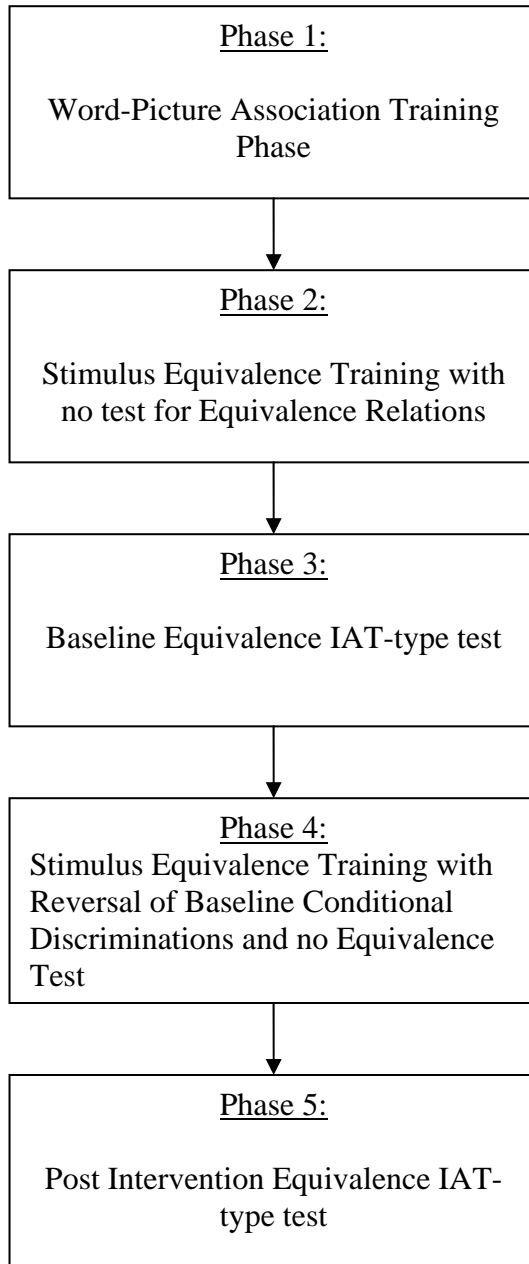 Phase 1:
Word-Picture Association Training
Phase
Phase 2:
Stimulus Equivalence Training with
no test for Equivalence Relations
Phase 3:
Baseline Equivalence IAT-type test
Phase 4:
Stimulus Equivalence Training with
Reversal of Baseline Conditional
Discriminations and no Equivalence
Test
Phase 5:
Post Intervention Equivalence IAT-
type test